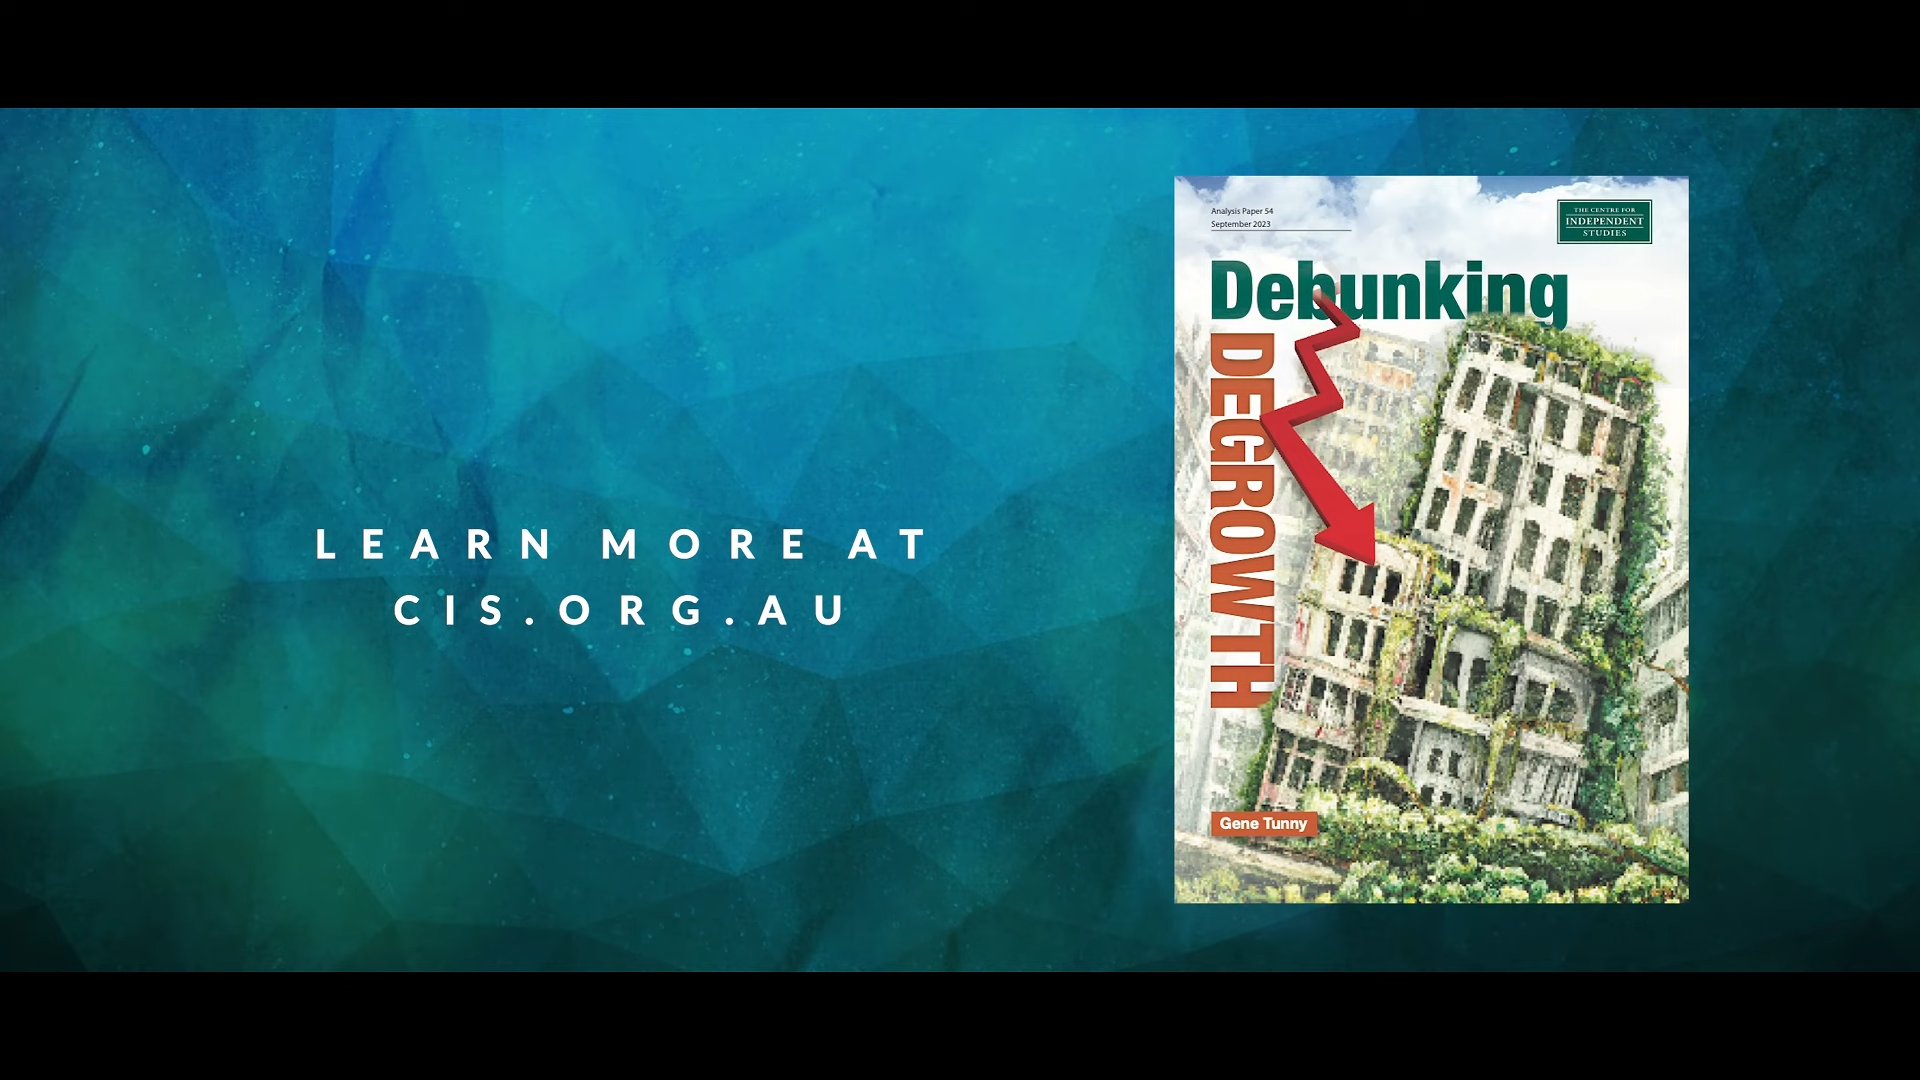 LEARN MORE AT
CIS.ORG.AU
Analysis Paper 54
September 2023
THE CENTRE FOR
INDEPENDENT
STUDIES
Debunking
DEGROWTH
Gene Tunny